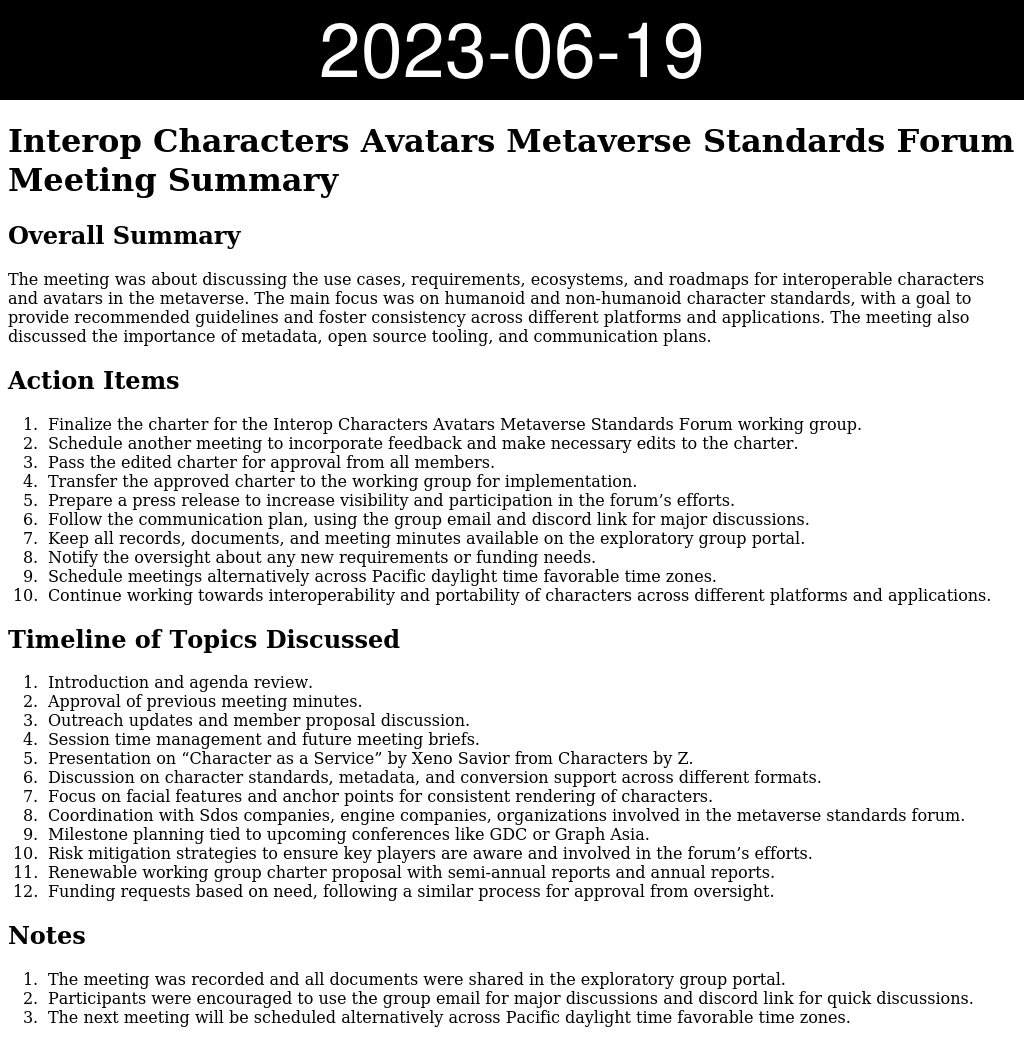 2023-06-19
Interop Characters Avatars Metaverse Standards Forum
Meeting Summary
Overall Summary
The meeting was about discussing the use cases, requirements, ecosystems, and roadmaps for interoperable characters
and avatars in the metaverse. The main focus was on humanoid and non-humanoid character standards, with a goal to
provide recommended guidelines and foster consistency across different platforms and applications. The meeting also
discussed the importance of metadata, open source tooling, and communication plans.
Action Items
1. Finalize the charter for the Interop Characters Avatars Metaverse Standards Forum working group.
2. Schedule another meeting to incorporate feedback and make necessary edits to the charter.
3. Pass the edited charter for approval from all members.
4. Transfer the approved charter to the working group for implementation.
5. Prepare a press release to increase visibility and participation in the forum’s efforts.
6. Follow the communication plan, using the group email and discord link for major discussions.
7. Keep all records, documents, and meeting minutes available on the exploratory group portal.
8. Notify the oversight about any new requirements or funding needs.
9. Schedule meetings alternatively across Pacific daylight time favorable time zones.
10. Continue working towards interoperability and portability of characters across different platforms and applications.
Timeline of Topics Discussed
1. Introduction and agenda review.
2. Approval of previous meeting minutes.
3. Outreach updates and member proposal discussion.
4. Session time management and future meeting briefs.
5. Presentation on “Character as a Service” by Xeno Savior from Characters by Z.
6. Discussion on character standards, metadata, and conversion support across different formats.
7. Focus on facial features and anchor points for consistent rendering of characters.
8. Coordination with Sdos companies, engine companies, organizations involved in the metaverse standards forum.
9. Milestone planning tied to upcoming conferences like GDC or Graph Asia.
10. Risk mitigation strategies to ensure key players are aware and involved in the forum’s efforts.
11. Renewable working group charter proposal with semi-annual reports and annual reports.
12. Funding requests based on need, following a similar process for approval from oversight.
Notes
1. The meeting was recorded and all documents were shared in the exploratory group portal.
2. Participants were encouraged to use the group email for major discussions and discord link for quick discussions.
3. The next meeting will be scheduled alternatively across Pacific daylight time favorable time zones.